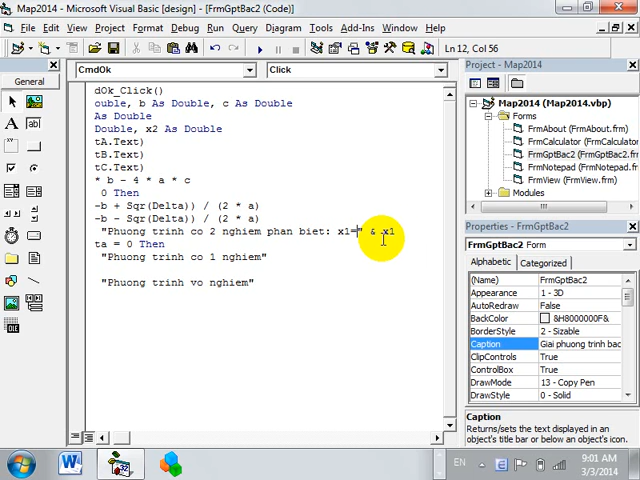 Map2014 - Microsoft Visual Basic [design] - [FrmGptBac2 (Code)]
File Edit View Project Format Debug Run Query Diagram Tools Add-Ins Window Help
Ln 12, Col 56
General
CmdOk
Click
dOk_Click()
ouble, b As Double, c As Double
As Double
Double, x2 As Double
tA.Text)
tB.Text)
tC.Text)
* b - 4 * a * c
0 Then
-b + Sqr(Delta)) / (2 * a)
-b - Sqr(Delta)) / (2 * a)
"Phuong trinh co 2 nghiem phan biet: x1=" & x1
ta = 0 Then
"Phuong trinh co 1 nghiem"
"Phuong trinh vo nghiem"
Project - Map2014
Map2014 (Map2014.vbp)
Forms
FrmAbout (FrmAbout.frm)
FrmCalculator (FrmCalculator.frm
FrmGptBac2 (FrmGptBac2.frm
FrmNotepad (FrmNotepad.frm
FrmView (FrmView.frm)
Modules
Properties - FrmGptBac2
FrmGptBac2 Form
Alphabetic Categorized
(Name) FrmGptBac2
Appearance 1 - 3D
AutoRedraw False
BackColor &H8000000F&
BorderStyle 2 - Sizable
Caption Giai phuong trinh bac
ClipControls True
ControlBox True
DrawMode 13 - Copy Pen
DrawStyle 0 - Solid
Caption
Returns/sets the text displayed in an object's title bar or below an object's icon.
EN
9:01 AM
3/3/2014